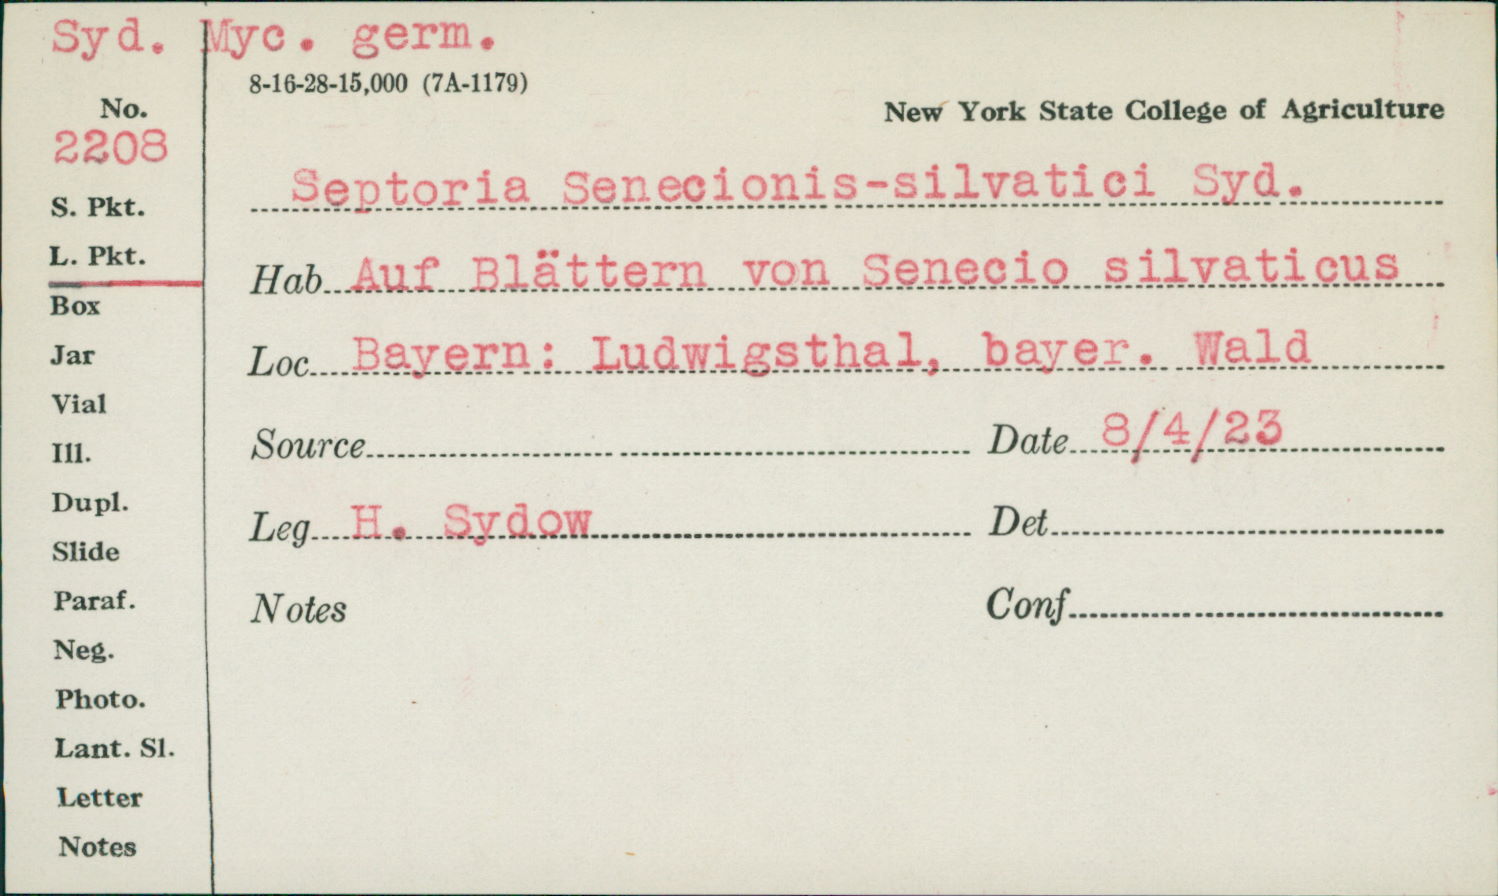 Syd. Myc. germ.
8-16-28-15,000 (7A-1179)
No.
New York State College of Agriculture
2208
Septoria Senecionis-silvatici Syd.
S. Pkt.
L. Pkt.
Hab Auf Blättern von Senecio silvaticus
Box
Jar
Loc Bayern: Ludwigsthal, bayer. Wald
Vial
Ill.
Source Date 8/4/23
Dupl.
Slide
Leg H. Sydow Det
Paraf.
Notes Conf
Neg.
Photo.
Lant. Sl.
Letter
Notes